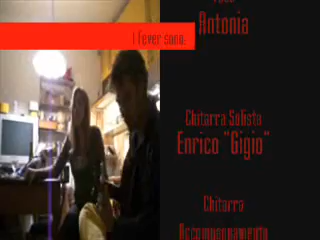 I fever sono:
Antonia
Chitarra Solista
Enrico "Gigio"
Chitarra
Accompagnamento